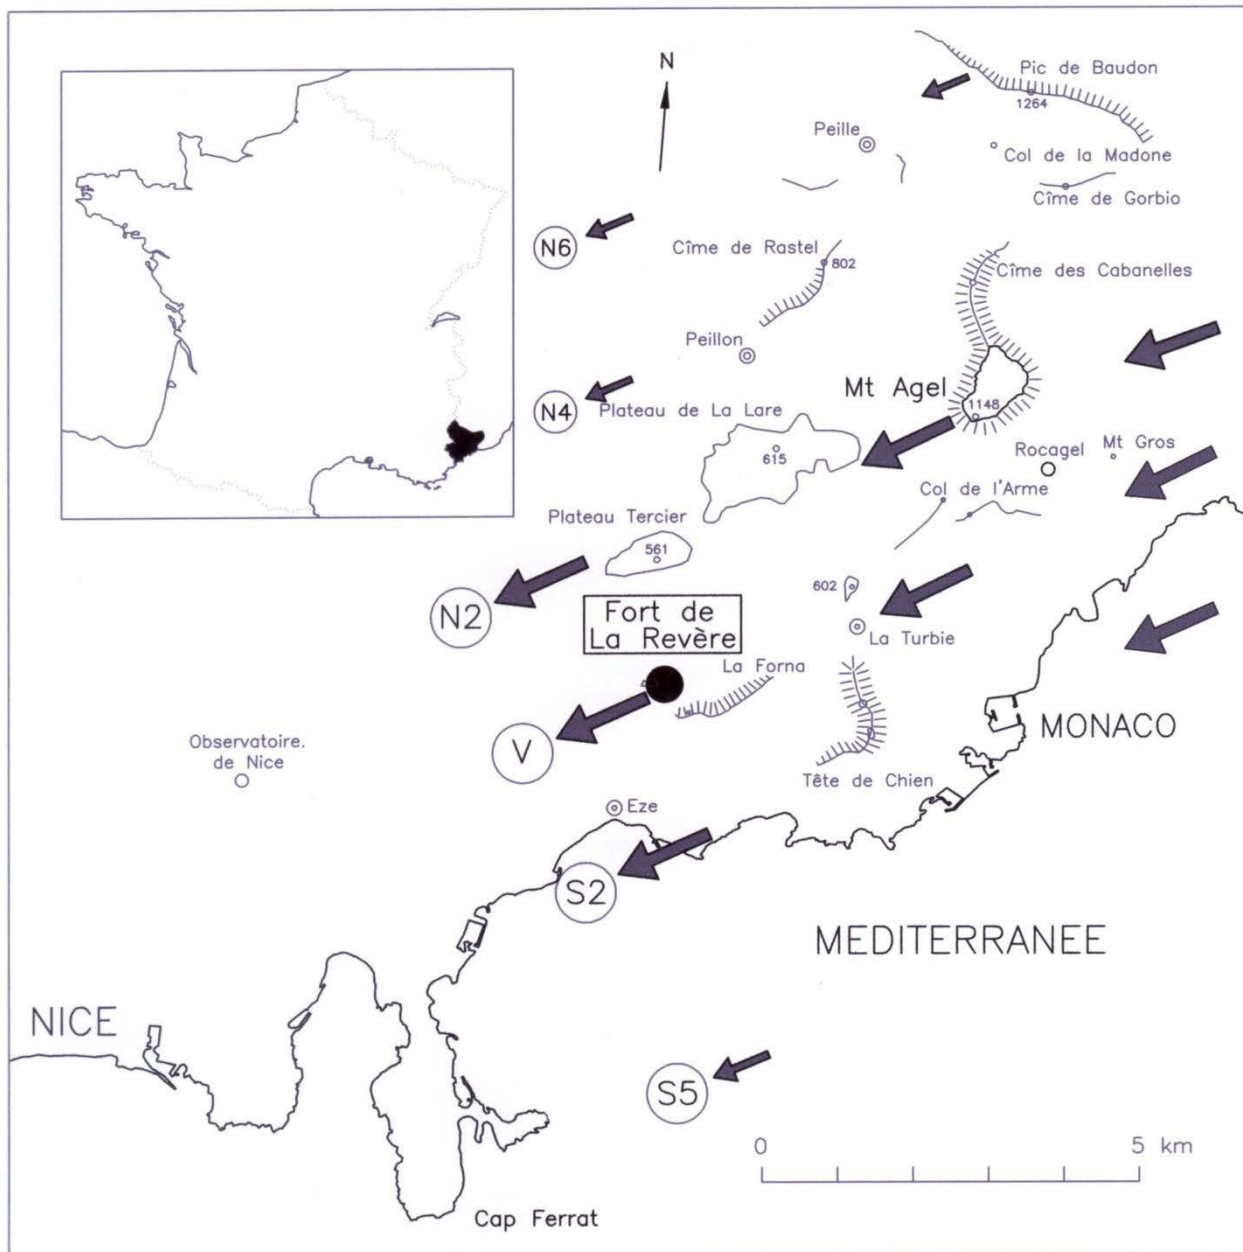 N
Pic de Baudon
1264
Peille
Col de la Madone
Cîme de Gorbio
N6
Cîme de Rastel
802
Cîme des Cabanelles
Peillon
Mt Agel
N4
Plateau de La Lare
1148
615
Rocagel
Mt Gros
Col de l'Arme
Plateau Tercier
561
602
N2
Fort de
La Revère
La Turbie
La Forna
V
Observatoire.
de Nice
MONACO
Tête de Chien
Eze
S2
MEDITERRANEE
NICE
S5
0
5 km
Cap Ferrat